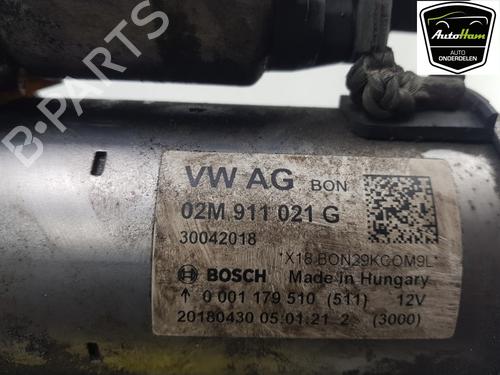 AutoHam
AUTO
ONDERDELEN
B-PARTS
VW AG BON
02M 911 021 G
30042018
*X18.BON29KCOM9L*
BOSCH Made in Hungary
0 001 179 510 (511) 12V
20180430 05.01:21 2 (3000)